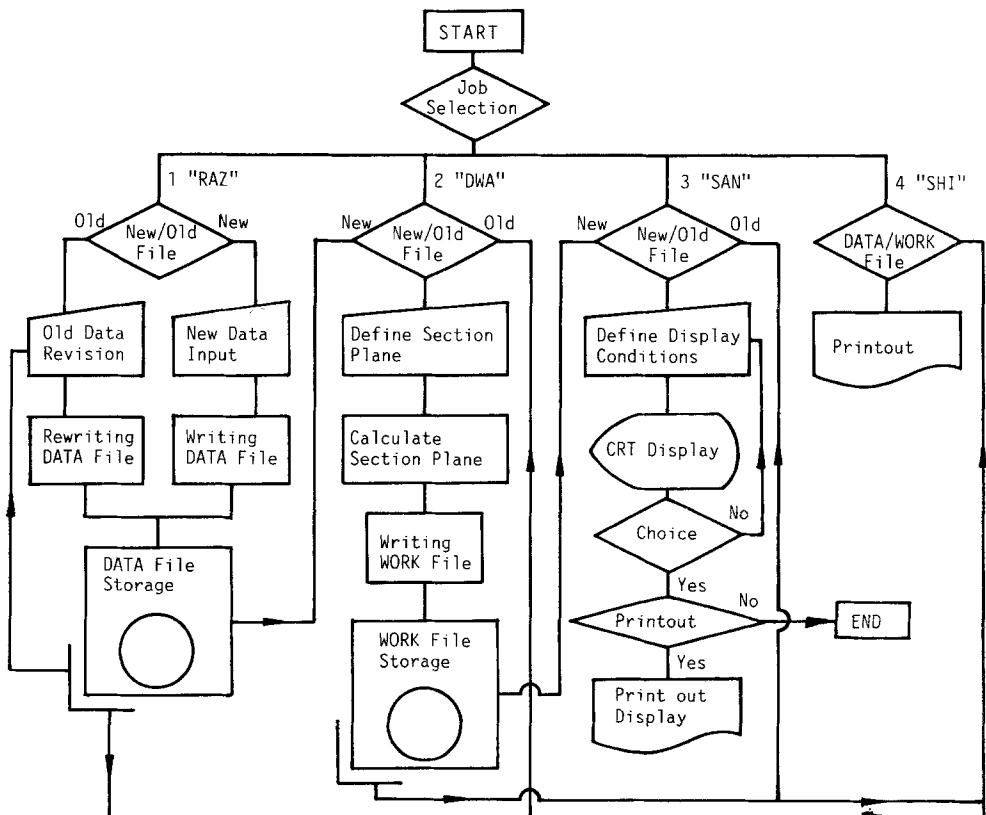 START
Job
Selection
1 "RAZ"
2 "DWA"
3 "SAN"
4 "SHI"
Old
New/Old
File
New
New
New/Old
File
Old
New
New/Old
File
Old
DATA/WORK
File
Old Data
Revision
New Data
Input
Define Section
Plane
Define Display
Conditions
Printout
Rewriting
DATA File
Writing
DATA File
Calculate
Section Plane
CRT Display
Writing
WORK File
Choice
No
Yes
DATA File
Storage
Printout
No
END
Yes
WORK File
Storage
Print out
Display